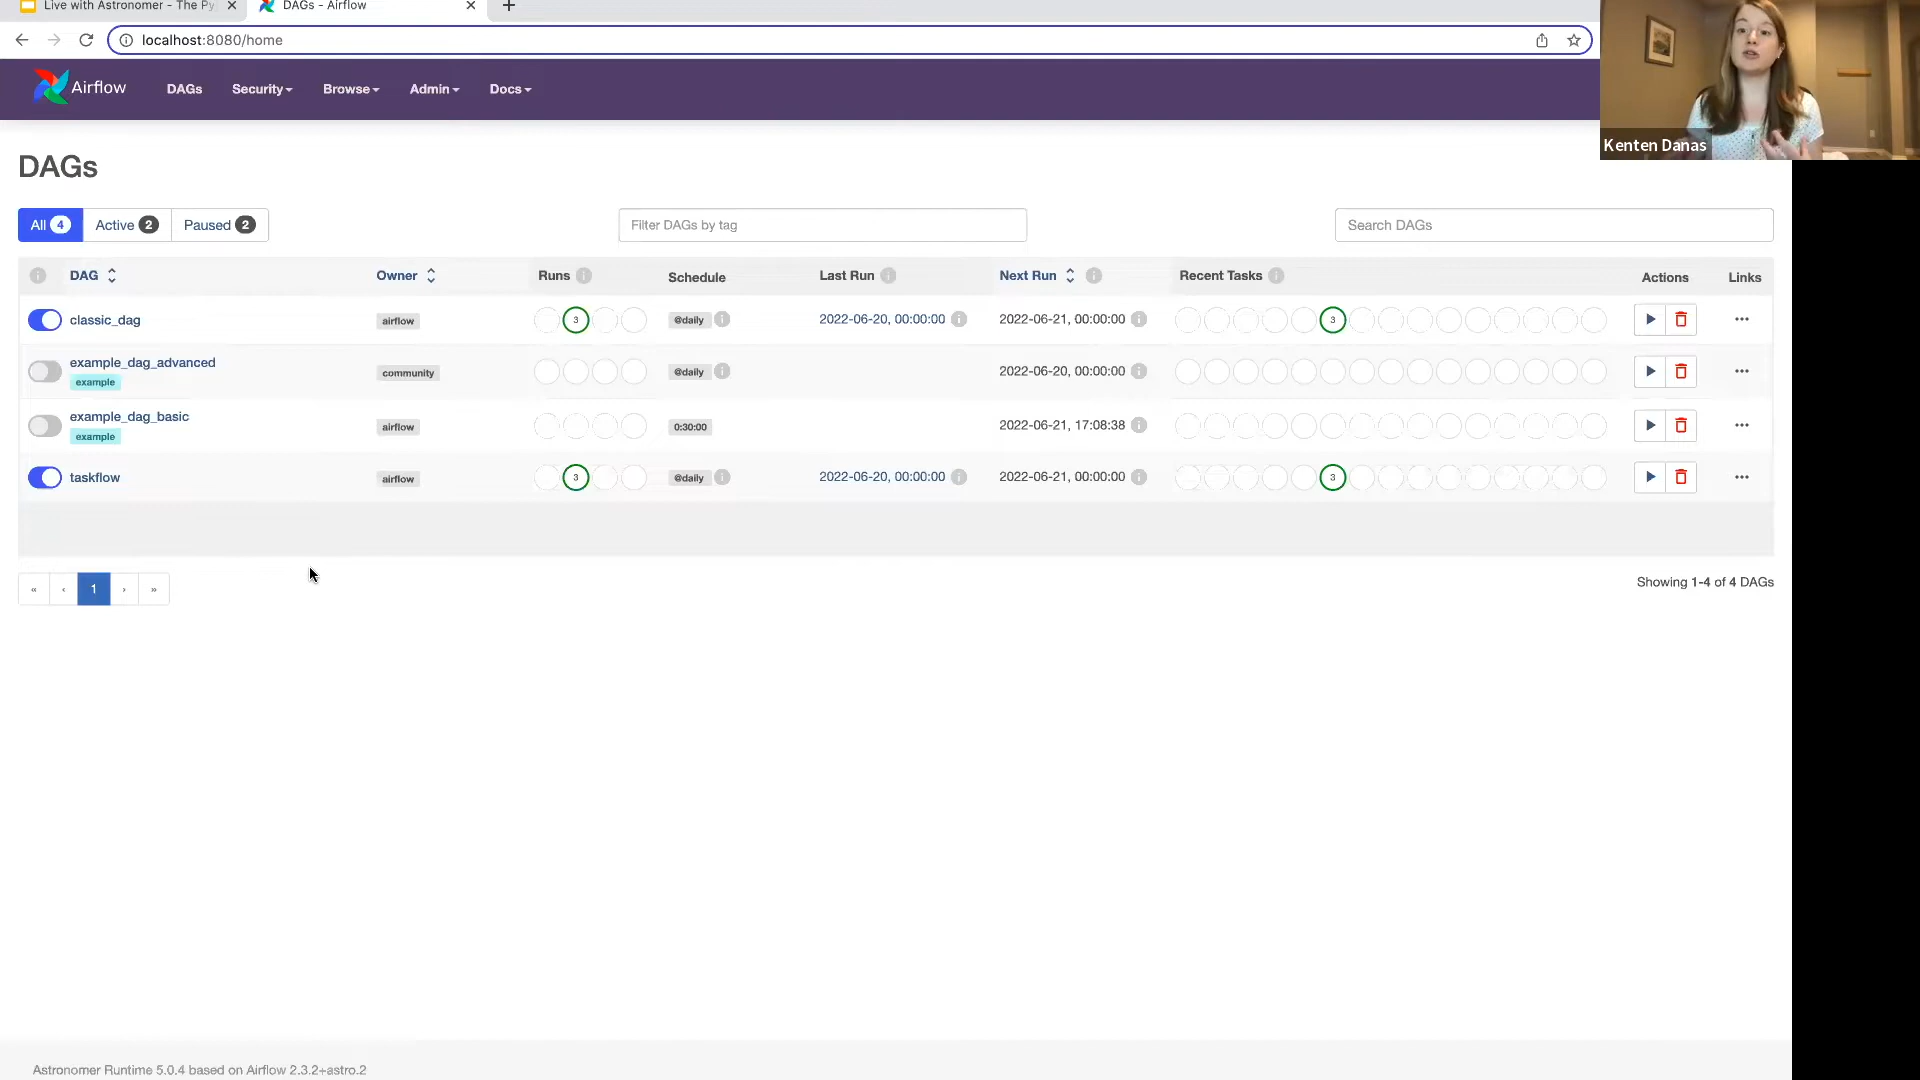 Live with Astronomer - The Py
DAGs - Airflow
localhost:8080/home
Airflow
DAGs
Security
Browse
Admin
Docs
Kenten Danas
DAGs
All 4
Active 2
Paused 2
Filter DAGs by tag
Search DAGs
DAG Owner Runs Schedule Last Run Next Run Recent Tasks Actions Links
classic_dag airflow 3 @daily 2022-06-20, 00:00:00 2022-06-21, 00:00:00 3
example_dag_advanced community @daily 2022-06-20, 00:00:00
example
example_dag_basic airflow 0:30:00 2022-06-21, 17:08:38
example
taskflow airflow 3 @daily 2022-06-20, 00:00:00 2022-06-21, 00:00:00 3
« ‹ 1 › »
Showing 1-4 of 4 DAGs
Astronomer Runtime 5.0.4 based on Airflow 2.3.2+astro.2